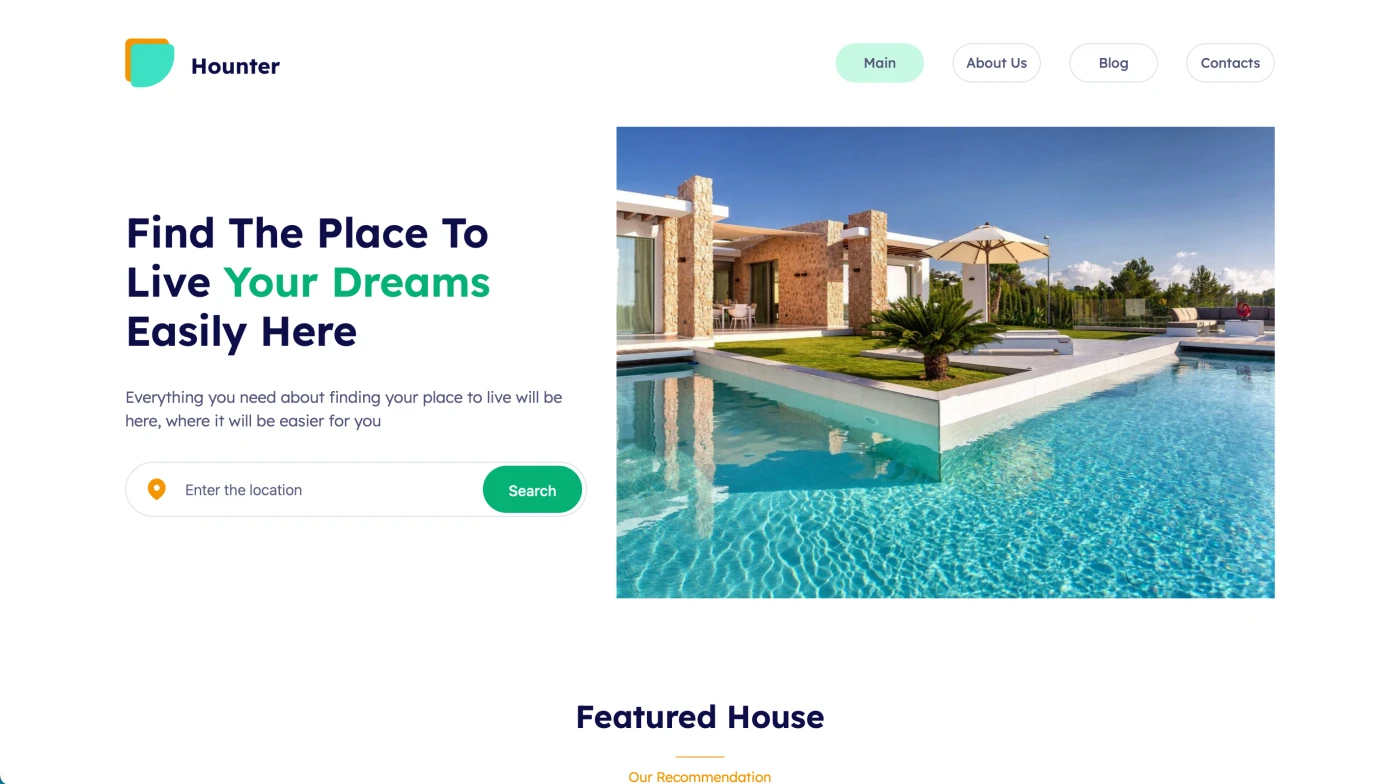 Hounter
Main
About Us
Blog
Contacts
Find The Place To
Live Your Dreams
Easily Here
Everything you need about finding your place to live will be
here, where it will be easier for you
Enter the location
Search
Featured House
Our Recommendation